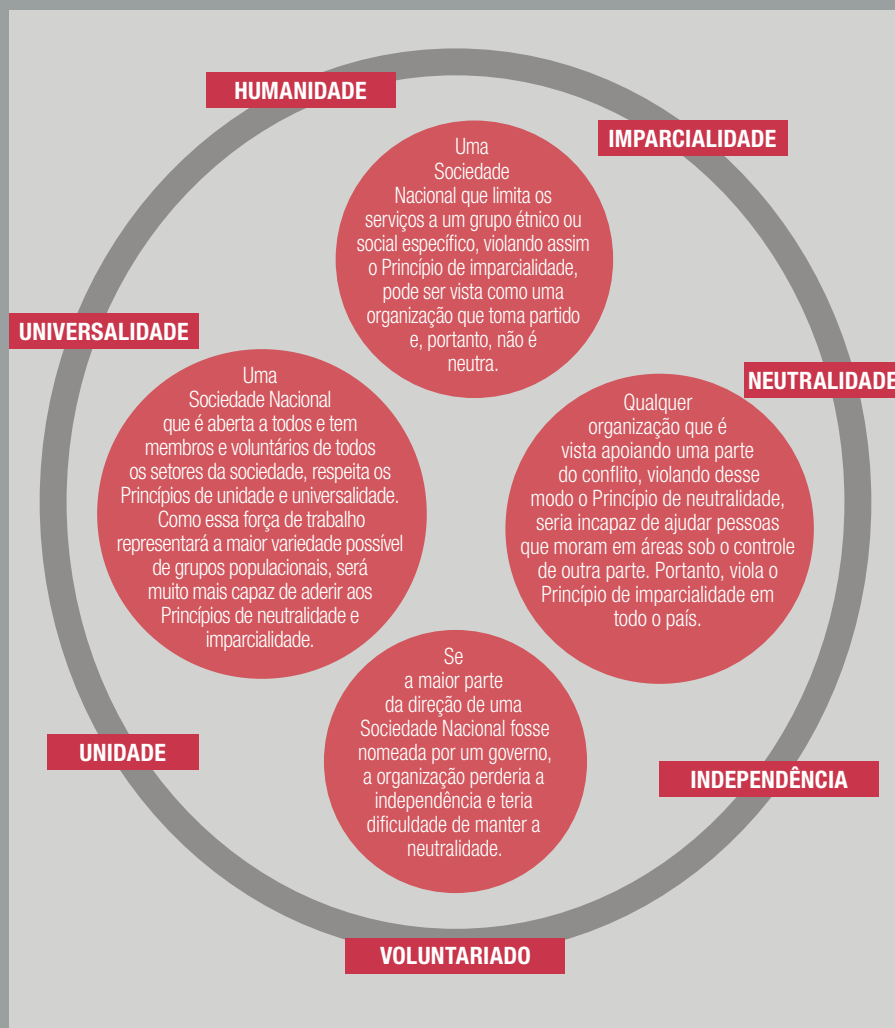 HUMANIDADE
IMPARCIALIDADE
Uma
Sociedade
Nacional que limita os
serviços a um grupo étnico ou
social específico, violando assim
o Princípio de imparcialidade,
pode ser vista como uma
organização que toma partido
e, portanto, não é
neutra.
UNIVERSALIDADE
NEUTRALIDADE
Uma
Sociedade Nacional
que é aberta a todos e tem
membros e voluntários de todos
os setores da sociedade, respeita os
Princípios de unidade e universalidade.
Como essa força de trabalho
representará a maior variedade possível
de grupos populacionais, será
muito mais capaz de aderir aos
Princípios de neutralidade e
imparcialidade.
Qualquer
organização que é
vista apoiando uma parte
do conflito, violando desse
modo o Princípio de neutralidade,
seria incapaz de ajudar pessoas
que moram em áreas sob o controle
de outra parte. Portanto, viola o
Princípio de imparcialidade em
todo o país.
Se
a maior parte
da direção de uma
Sociedade Nacional fosse
nomeada por um governo,
a organização perderia a
independência e teria
dificuldade de manter a
neutralidade.
UNIDADE
INDEPENDÊNCIA
VOLUNTARIADO